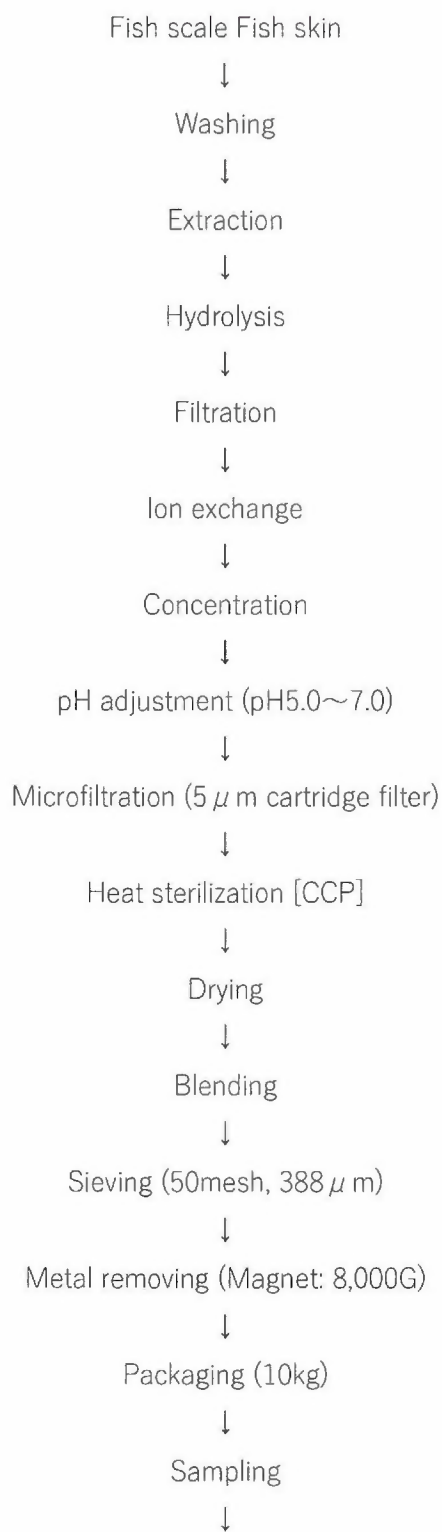 Fish scale Fish skin
↓
Washing
↓
Extraction
↓
Hydrolysis
↓
Filtration
↓
Ion exchange
↓
Concentration
↓
pH adjustment (pH5.0～7.0)
↓
Microfiltration (5 μ m cartridge filter)
↓
Heat sterilization [CCP]
↓
Drying
↓
Blending
↓
Sieving (50mesh, 388 μ m)
↓
Metal removing (Magnet: 8,000G)
↓
Packaging (10kg)
↓
Sampling
↓